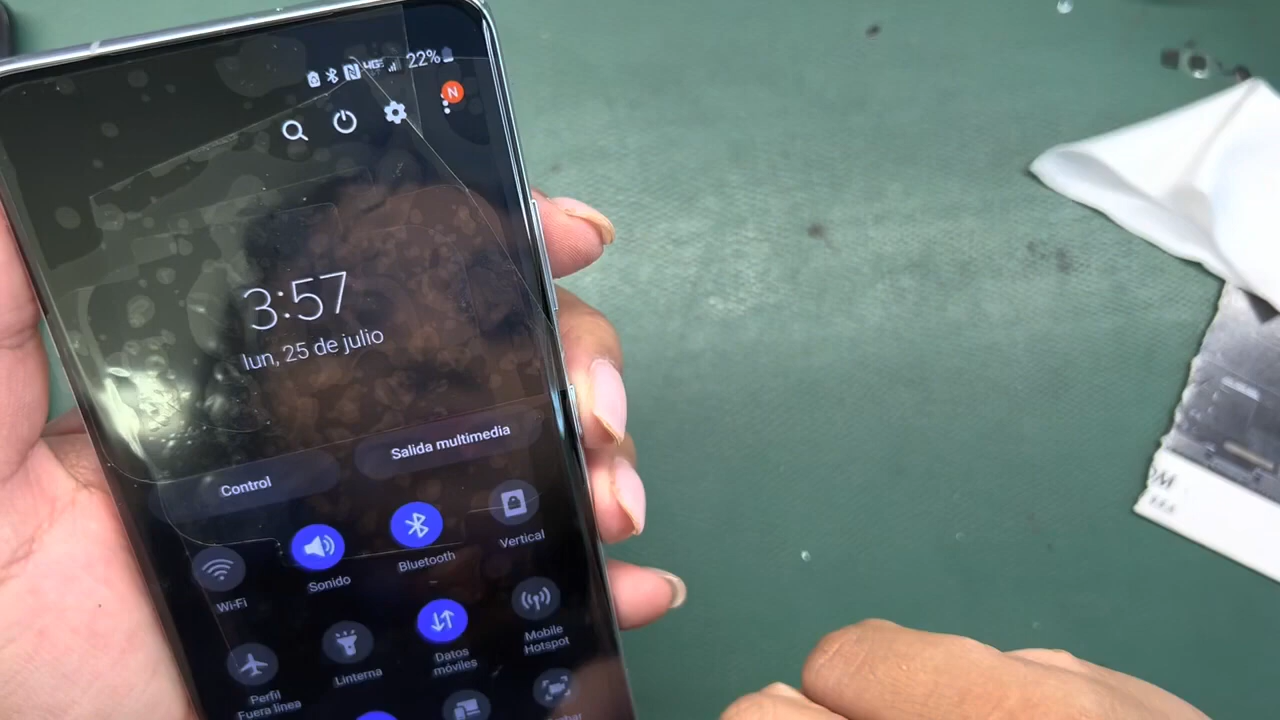 22%
N
3:57
lun, 25 de julio
Control
Salida multimedia
Wi-Fi
Sonido
Bluetooth
Vertical
Perfil
Fuera línea
Linterna
Datos
móviles
Mobile
Hotspot